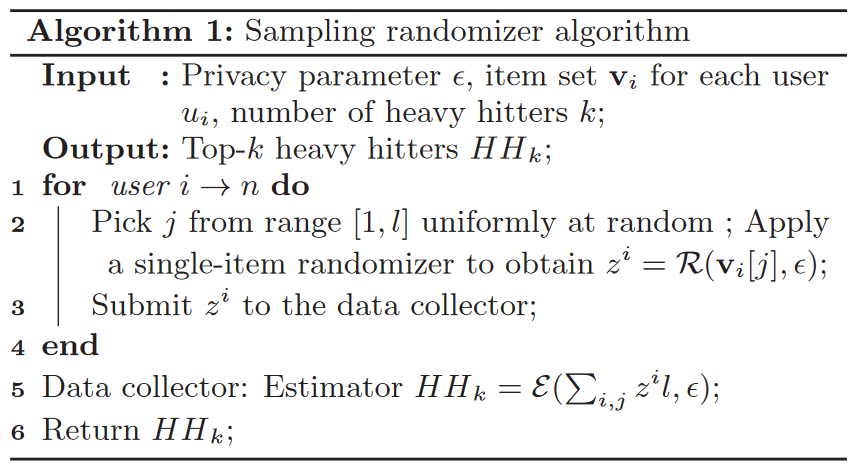 Algorithm 1: Sampling randomizer algorithm
Input : Privacy parameter ϵ, item set v_i for each user
u_i, number of heavy hitters k;
Output: Top-k heavy hitters HH_k;
1 for user i → n do
2 Pick j from range [1, l] uniformly at random ; Apply
a single-item randomizer to obtain z^i = ℛ(v_i[j], ϵ);
3 Submit z^i to the data collector;
4 end
5 Data collector: Estimator HH_k = ℰ(∑_{i,j} z^i l, ϵ);
6 Return HH_k;